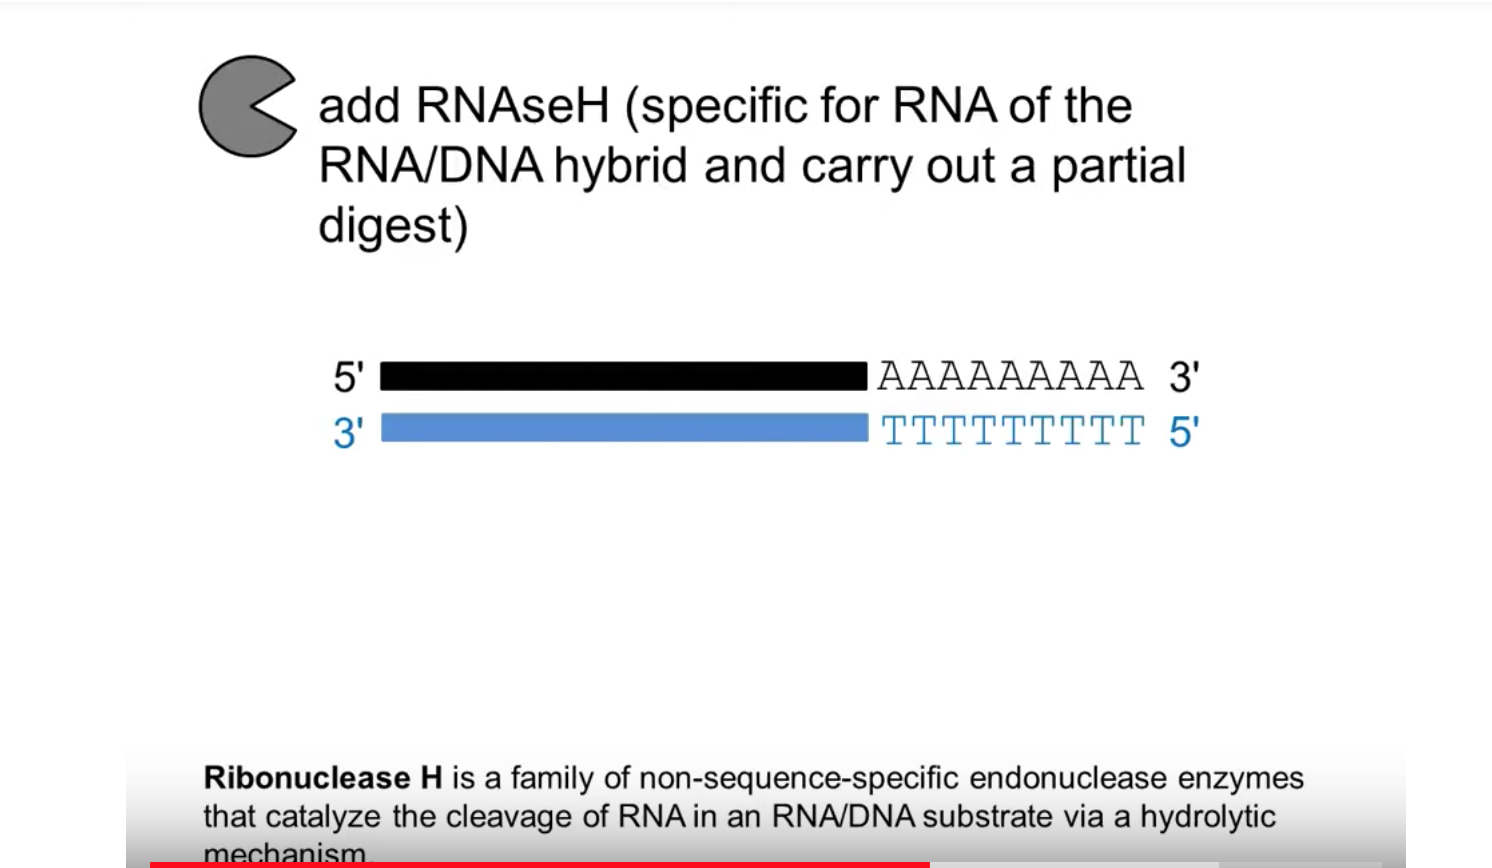 add RNAseH (specific for RNA of the
RNA/DNA hybrid and carry out a partial
digest)
5' AAAAAAAAA 3'
3' TTTTTTTTT 5'
Ribonuclease H is a family of non-sequence-specific endonuclease enzymes
that catalyze the cleavage of RNA in an RNA/DNA substrate via a hydrolytic
mechanism.